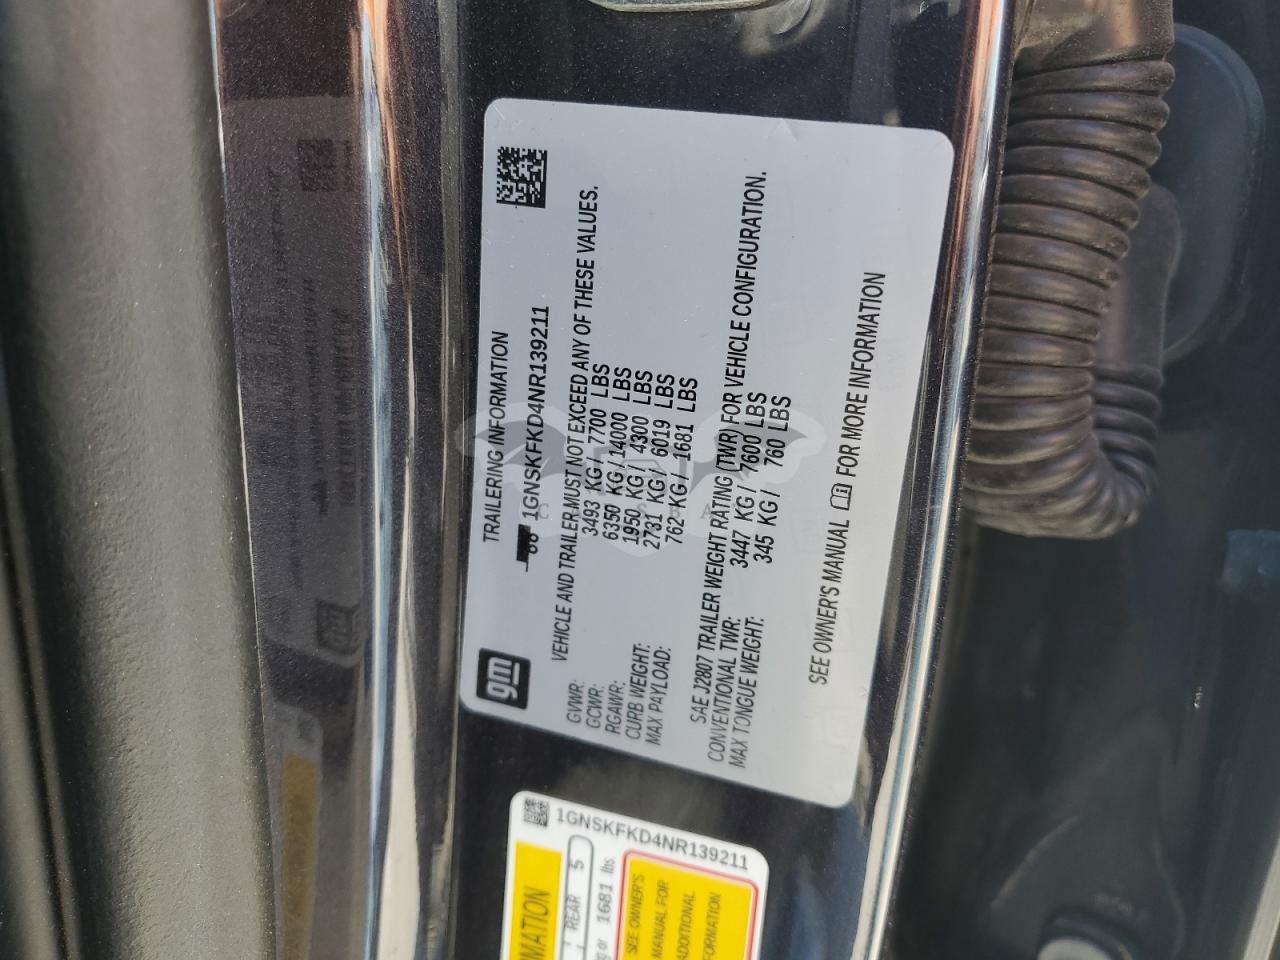 TRAILERING INFORMATION
86 1GNSKFKD4NR139211
gm
VEHICLE AND TRAILER MUST NOT EXCEED ANY OF THESE VALUES.
GVWR: 3493 KG / 7700 LBS
GCWR: 6350 KG / 14000 LBS
RGAWR: 1950 KG / 4300 LBS
CURB WEIGHT: 2731 KG / 6019 LBS
MAX PAYLOAD: 762 KG / 1681 LBS
SAE J2807 TRAILER WEIGHT RATING (TWR) FOR VEHICLE CONFIGURATION.
CONVENTIONAL TWR: 3447 KG / 7600 LBS
MAX TONGUE WEIGHT: 345 KG / 760 LBS
SEE OWNER'S MANUAL FOR MORE INFORMATION
1GNSKFKD4NR139211
REAR 5
or 1681 lbs.
SEE OWNER'S
MANUAL FOR
ADDITIONAL